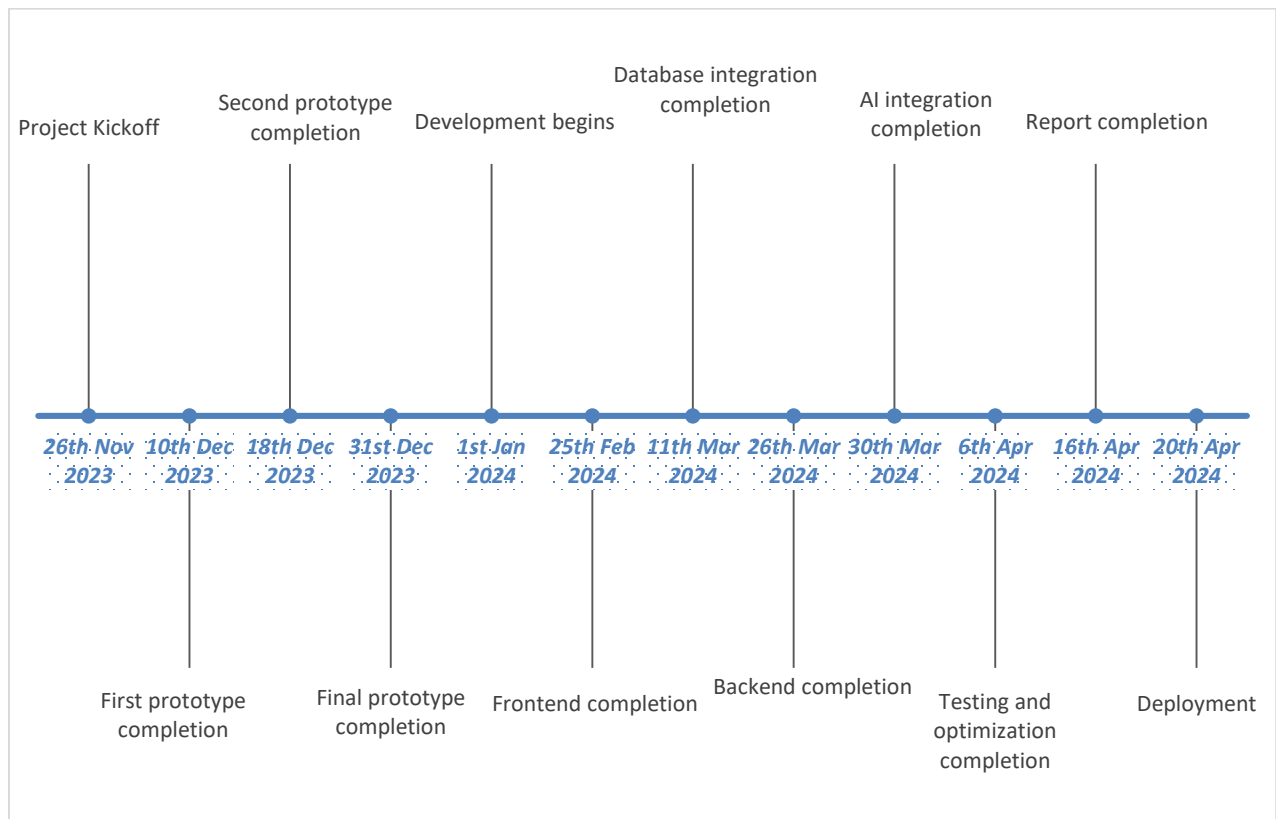 Project Kickoff
Second prototype
completion
Development begins
Database integration
completion
AI integration
completion
Report completion
26th Nov
2023
10th Dec
2023
18th Dec
2023
31st Dec
2023
1st Jan
2024
25th Feb
2024
11th Mar
2024
26th Mar
2024
30th Mar
2024
6th Apr
2024
16th Apr
2024
20th Apr
2024
First prototype
completion
Final prototype
completion
Frontend completion
Backend completion
Testing and
optimization
completion
Deployment